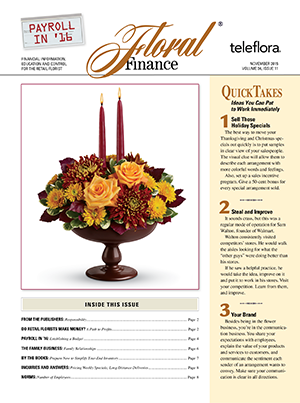 PAYROLL
IN '16
Floral
Finance
®
teleflora.
FINANCIAL INFORMATION,
EDUCATION AND CONTROL
FOR THE RETAIL FLORIST
NOVEMBER 2015
VOLUME 34, ISSUE 11
QUICKTAKES
Ideas You Can Put
to Work Immediately
1 Sell Those
Holiday Specials
The best way to move your
Thanksgiving and Christmas spe-
cials out quickly is to put samples
in clear view of your salespeople.
The visual clue will allow them to
describe each arrangement with
more colorful words and feelings.
Also, set up a sales incentive
program. Give a 50-cent bonus for
every special arrangement sold.
2 Steal and Improve
It sounds crass, but this was a
regular mode of operation for Sam
Walton, founder of Walmart.
Walton consistently visited
competitors' stores. He would walk
the aisles looking for what the
"other guys" were doing better than
his stores.
If he saw a helpful practice, he
would take the idea, improve on it
and put it to work in his stores. Visit
your competition. Learn from them,
and improve.
3 Your Brand
Besides being in the flower
business, you're in the communica-
tion business. You share your
expectations with employees,
explain the value of your products
and services to customers, and
communicate the sentiment each
sender of an arrangement wants to
convey. Make sure your communi-
cation is clear in all directions.
INSIDE THIS ISSUE
FROM THE PUBLISHER: Responsibility Page 2
DO RETAIL FLORISTS MAKE MONEY? A Path to Profits Page 2
PAYROLL IN '16: Establishing a Budget Page 4
THE FAMILY BUSINESS: Family Relationships Page 6
BY THE BOOKS: Prepare Now to Simplify Year-End Inventory Page 7
INQUIRIES AND ANSWERS: Pricing Weekly Specials, Long-Distance Deliveries Page 8
NORMS: Number of Employees Page 8